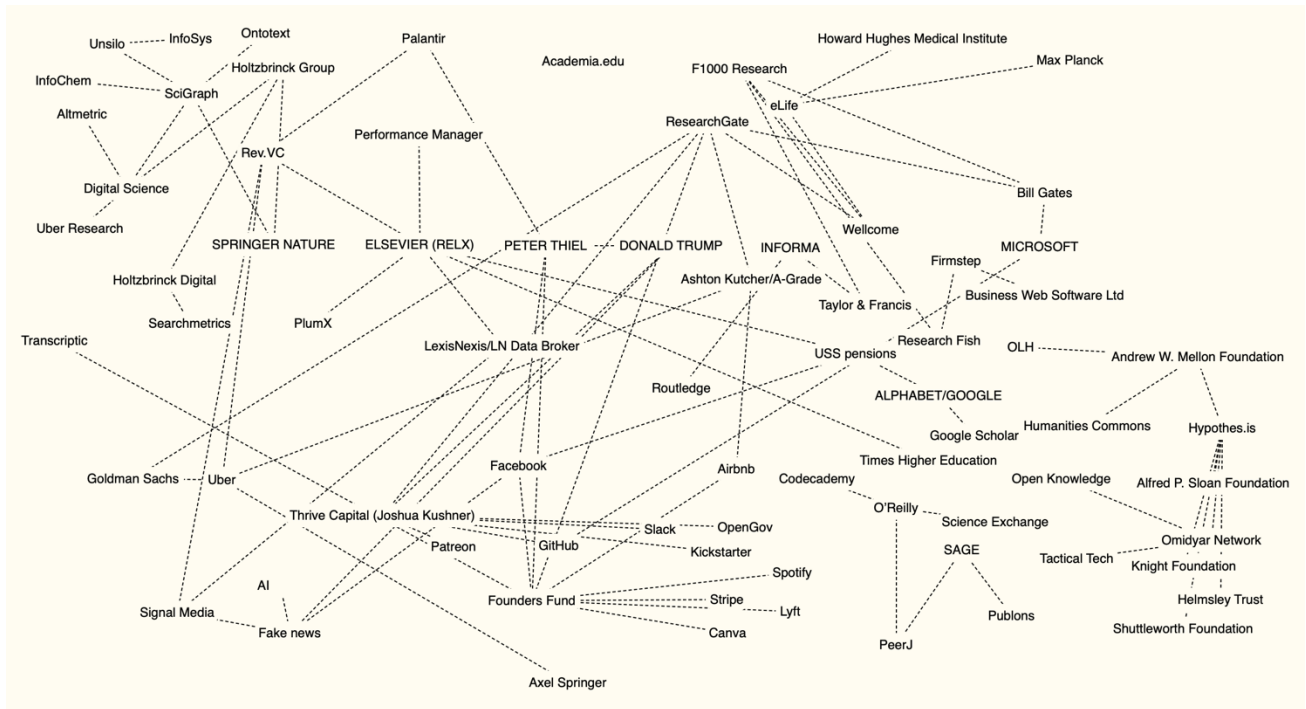 Unsilo
InfoSys
Ontotext
Palantir
Academia.edu
Howard Hughes Medical Institute
Max Planck
InfoChem
SciGraph
Holtzbrinck Group
F1000 Research
eLife
Altmetric
Performance Manager
ResearchGate
Rev.VC
Digital Science
Bill Gates
Uber Research
Wellcome
SPRINGER NATURE
ELSEVIER (RELX)
PETER THIEL
DONALD TRUMP
INFORMA
MICROSOFT
Firmstep
Holtzbrinck Digital
Ashton Kutcher/A-Grade
Business Web Software Ltd
Taylor & Francis
Searchmetrics
PlumX
Transcriptic
LexisNexis/LN Data Broker
USS pensions
Research Fish
OLH
Andrew W. Mellon Foundation
Routledge
ALPHABET/GOOGLE
Google Scholar
Humanities Commons
Hypothes.is
Goldman Sachs
Uber
Facebook
Airbnb
Times Higher Education
Codecademy
Open Knowledge
Alfred P. Sloan Foundation
Thrive Capital (Joshua Kushner)
Slack
OpenGov
O'Reilly
Science Exchange
Patreon
GitHub
Kickstarter
SAGE
Tactical Tech
Omidyar Network
Knight Foundation
AI
Spotify
Signal Media
Founders Fund
Stripe
Lyft
Publons
Helmsley Trust
Fake news
Canva
PeerJ
Shuttleworth Foundation
Axel Springer